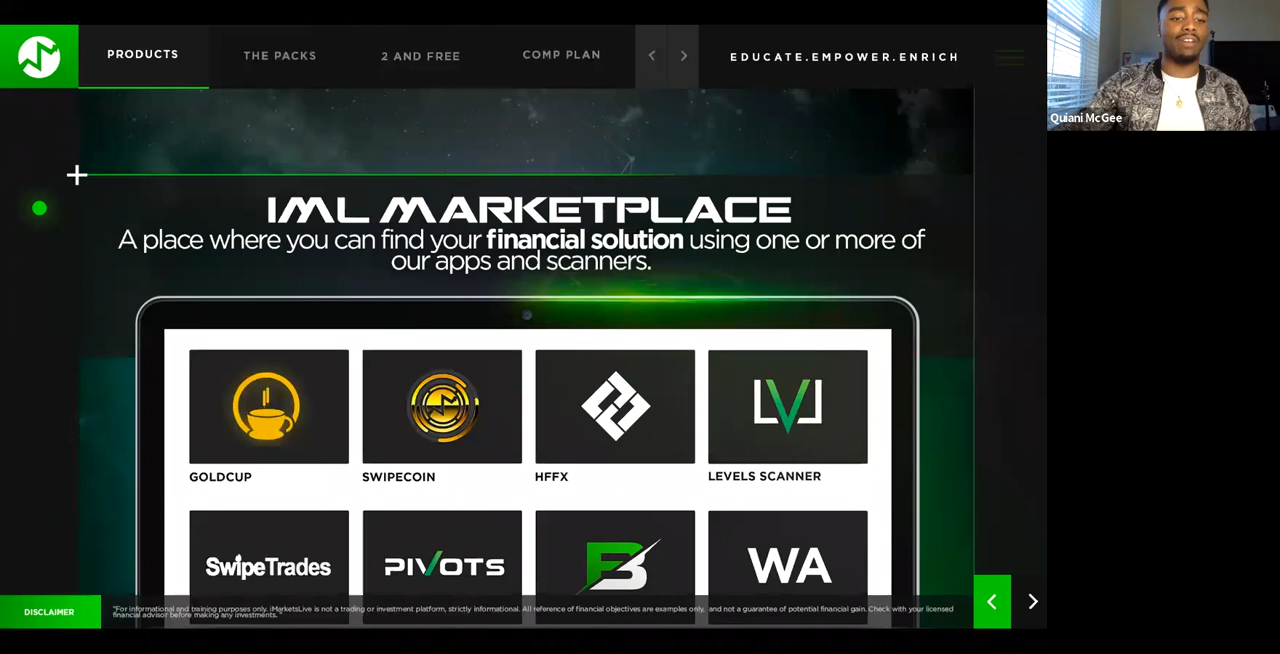 PRODUCTS
THE PACKS
2 AND FREE
COMP PLAN
EDUCATE.EMPOWER.ENRICH
Quiani McGee
IML MARKETPLACE
A place where you can find your financial solution using one or more of
our apps and scanners.
GOLDCUP
SWIPECOIN
HFFX
LEVELS SCANNER
SwipeTrades
PIVOTS
WA
DISCLAIMER
"For informational and training purposes only. iMarketsLive is not a trading or investment platform, strictly informational. All reference of financial objectives are examples only, and not a guarantee of potential financial gain. Check with your licensed
financial advisor before making any investments. "